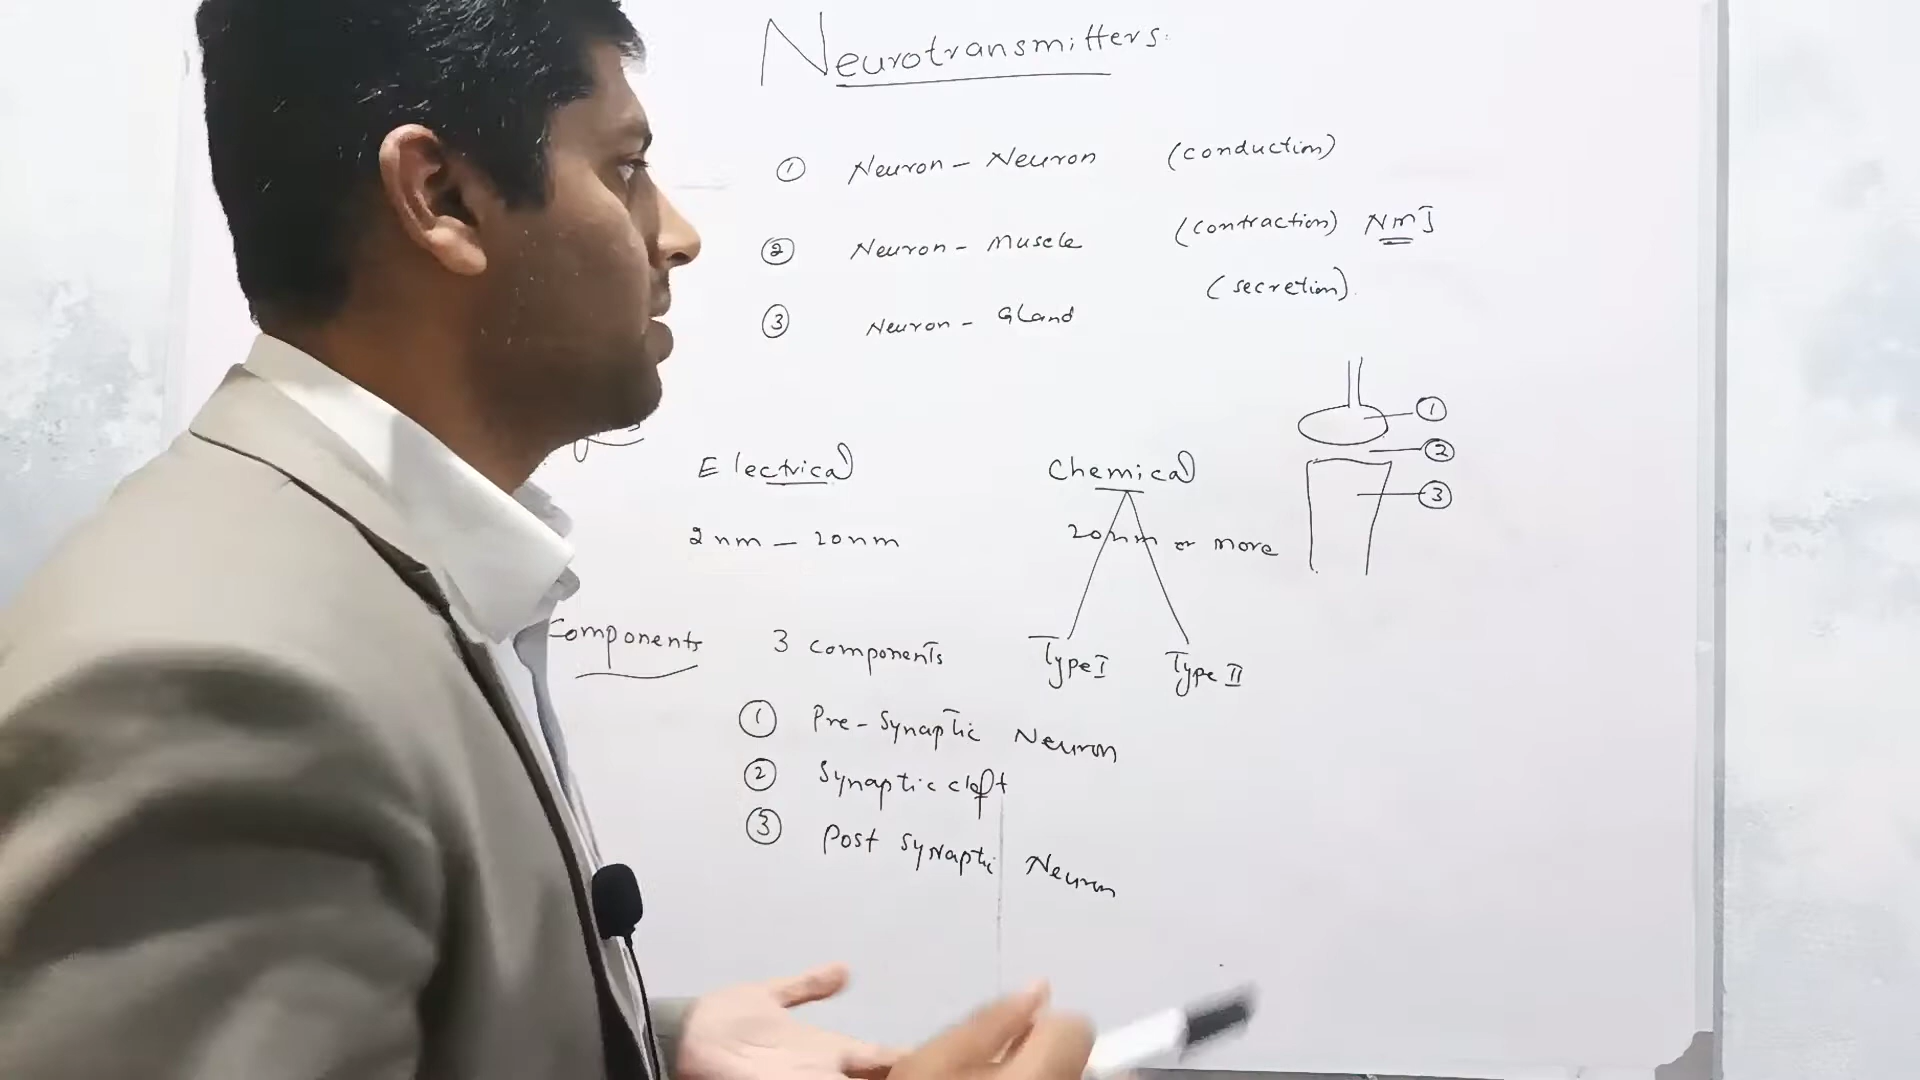 Neurotransmitters.
① Neuron - Neuron (conduction)
② Neuron - Muscle (contraction) NMJ
③ Neuron - Gland (secretion).
Electrical Chemical
2nm - 20nm 20nm or more
Type I Type II
① 
② 
③ 
Components 3 components
① Pre-Synaptic Neuron
② Synaptic cleft
③ Post Synaptic Neuron